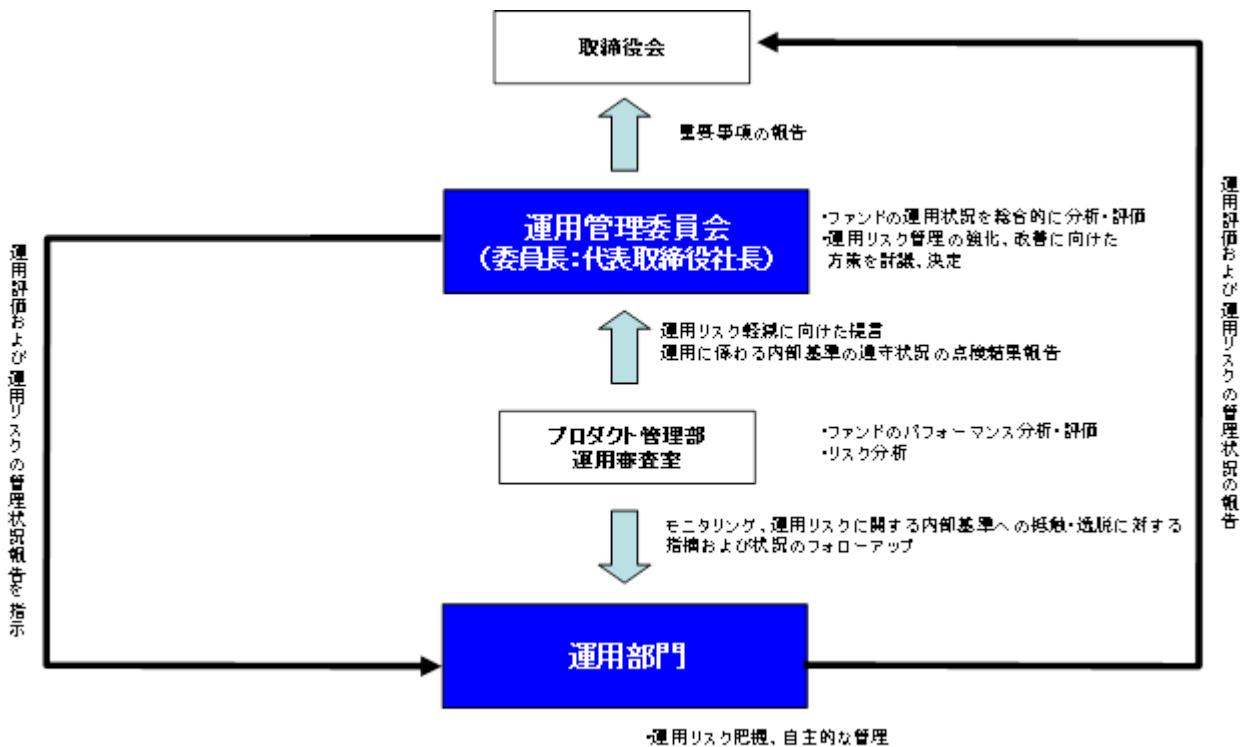 取締役会
重要事項の報告
運用管理委員会
（委員長：代表取締役社長）
・ファンドの運用状況を総合的に分析・評価
・運用リスク管理の強化、改善に向けた
方策を討議、決定
運用リスク軽減に向けた提言
運用に係わる内部基準の遵守状況の点検結果報告
プロダクト管理部
運用審査室
・ファンドのパフォーマンス分析・評価
・リスク分析
モニタリング、運用リスクに関する内部基準への抵触・逸脱に対する
指摘および状況のフォローアップ
運用部門
・運用リスク把握、自主的な管理
運用評価および運用リスクの管理状況報告を指示
運用評価および運用リスクの管理状況の報告